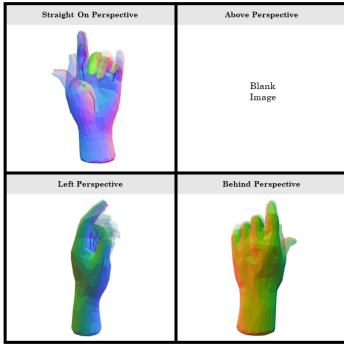 Straight On Perspective
Above Perspective
Blank
Image
Left Perspective
Behind Perspective